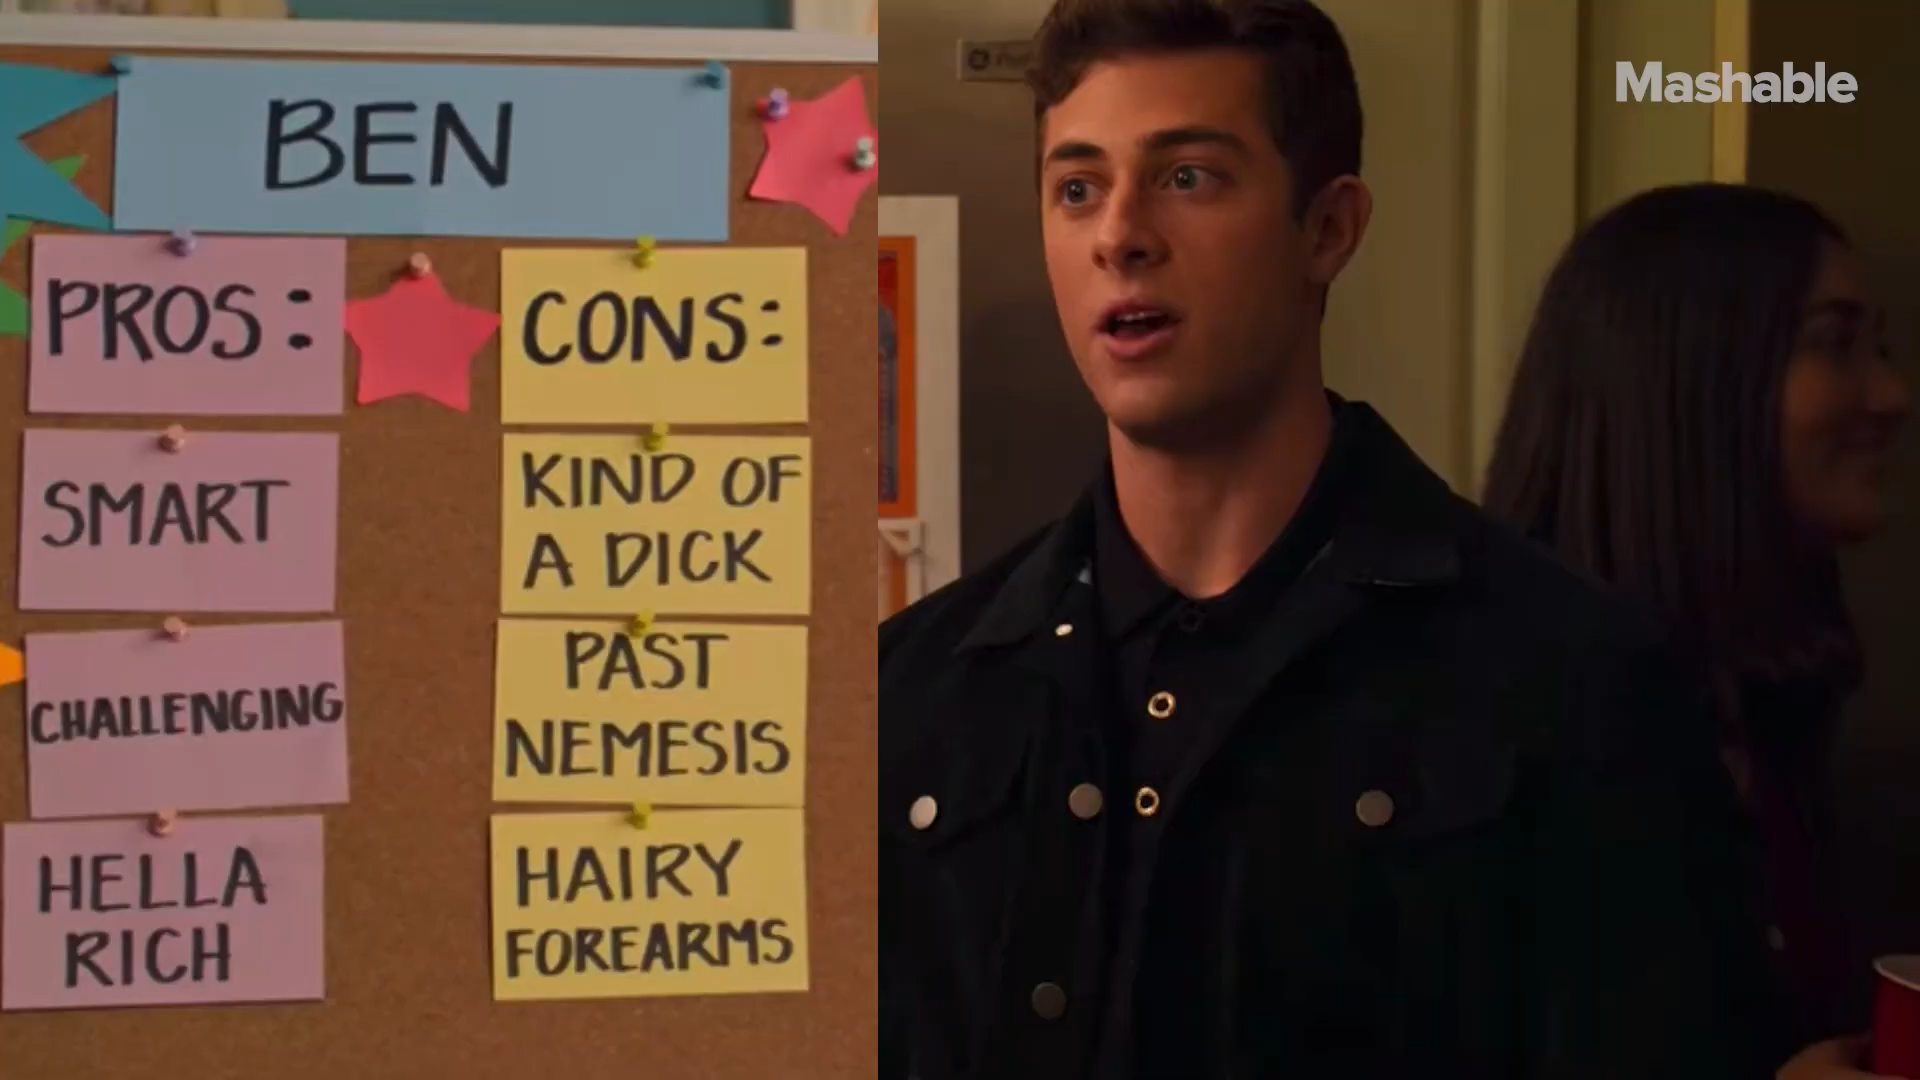 BEN
PROS:
SMART
CHALLENGING
HELLA
RICH
CONS:
KIND OF
A DICK
PAST
NEMESIS
HAIRY
FOREARMS
Mashable